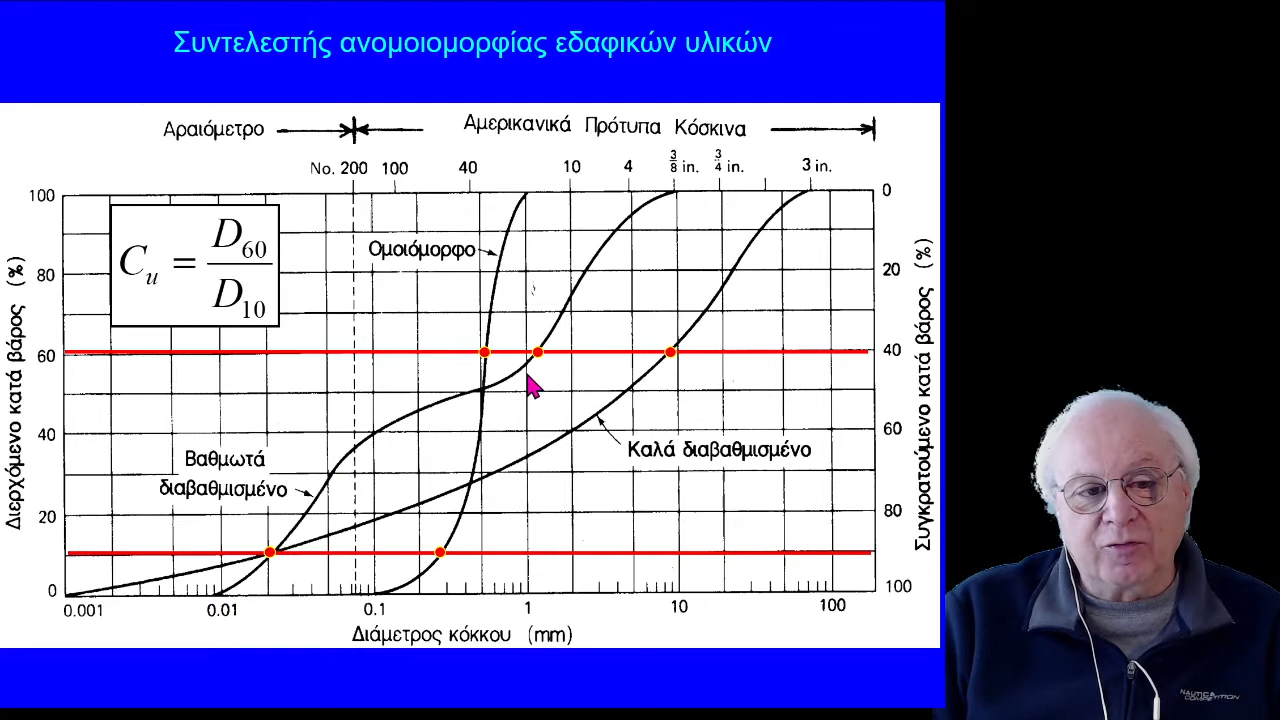 Συντελεστής ανομοιομορφίας εδαφικών υλικών
Αραιόμετρο
Αμερικανικά Πρότυπα Κόσκινα
No. 200 100 40 10 4 3/8 in. 3/4 in. 3 in.
100 80 60 40 20 0
Διερχόμενο κατά βάρος (%)
C_u = D_60 / D_10
Ομοιόμορφο
Βαθμωτά
διαβαθμισμένο
Καλά διαβαθμισμένο
0 20 40 60 80 100
Συγκρατούμενο κατά βάρος (%)
0.001 0.01 0.1 1 10 100
Διάμετρος κόκκου (mm)
NAUTICA
COMPETITION